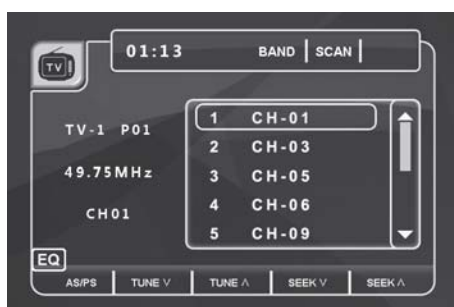 01:13 BAND SCAN
TV
TV-1 P01
49.75MHz
CH01
1 CH-01
2 CH-03
3 CH-05
4 CH-06
5 CH-09
EQ
AS/PS TUNE ∨ TUNE ∧ SEEK ∨ SEEK ∧